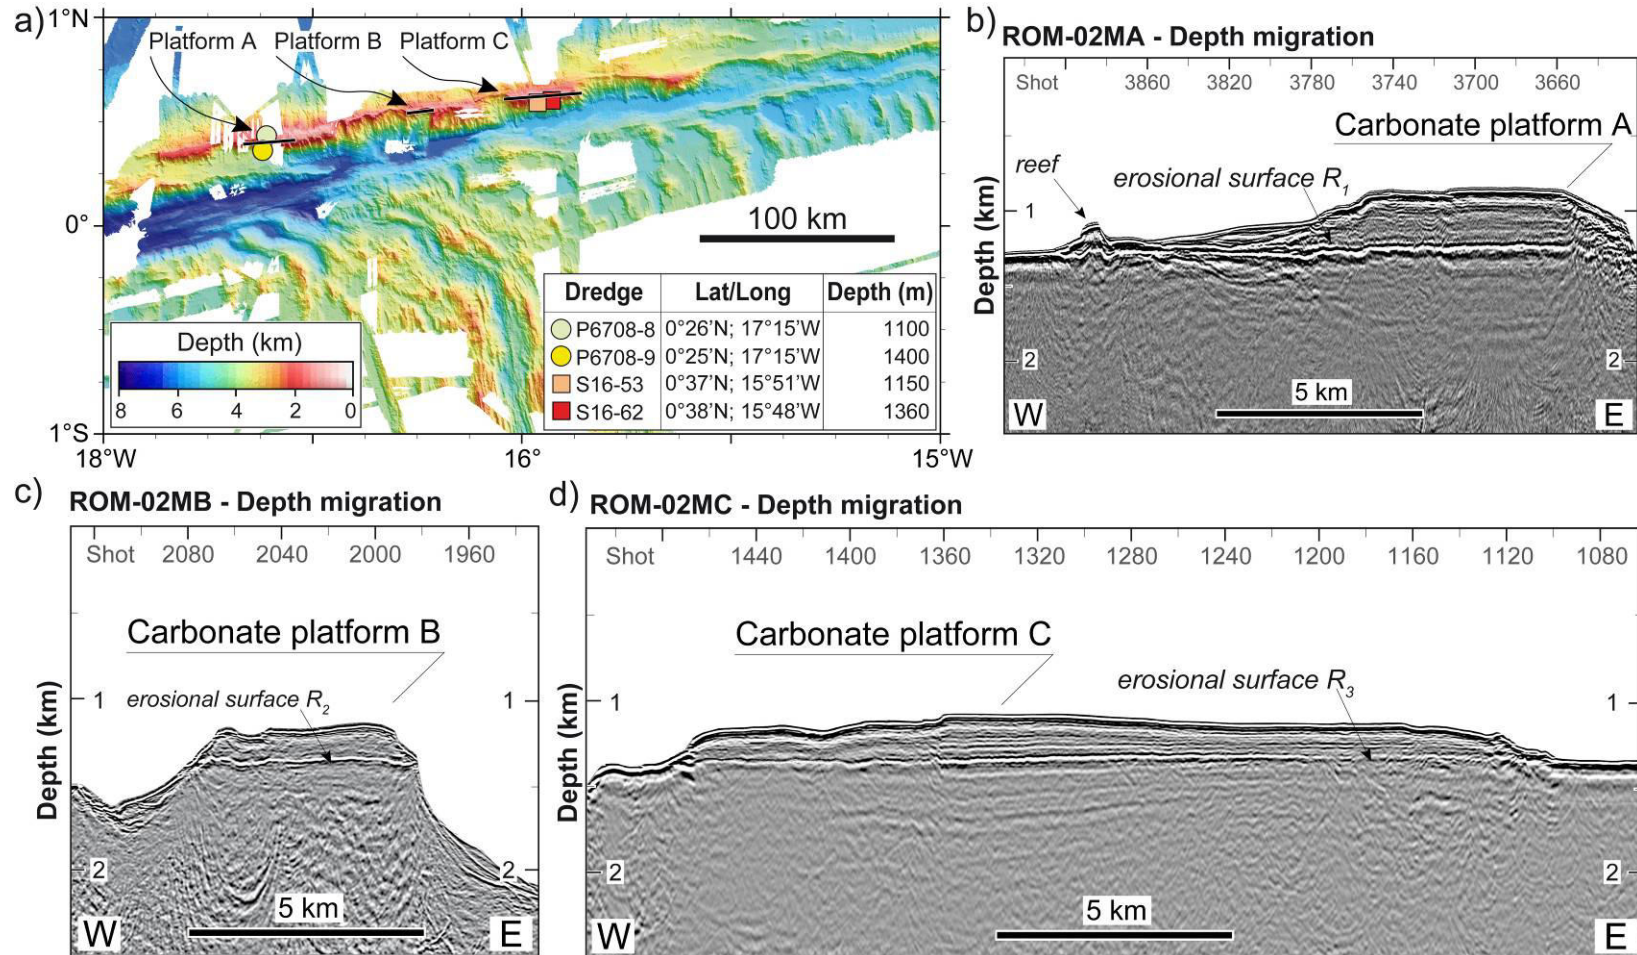 a)
1°N
0°
1°S
18°W
16°
15°W
Platform A
Platform B
Platform C
100 km
Depth (km)
8 6 4 2 0
Dredge Lat/Long Depth (m)
P6708-8 0°26'N; 17°15'W 1100
P6708-9 0°25'N; 17°15'W 1400
S16-53 0°37'N; 15°51'W 1150
S16-62 0°38'N; 15°48'W 1360
b)
ROM-02MA - Depth migration
Shot 3860 3820 3780 3740 3700 3660
Carbonate platform A
reef
erosional surface R1
Depth (km)
1
2 2
5 km
W E
c)
ROM-02MB - Depth migration
Shot 2080 2040 2000 1960
Carbonate platform B
erosional surface R2
Depth (km)
1 1
2 2
5 km
W E
d)
ROM-02MC - Depth migration
Shot 1440 1400 1360 1320 1280 1240 1200 1160 1120 1080
Carbonate platform C
erosional surface R3
Depth (km)
1 1
2 2
5 km
W E